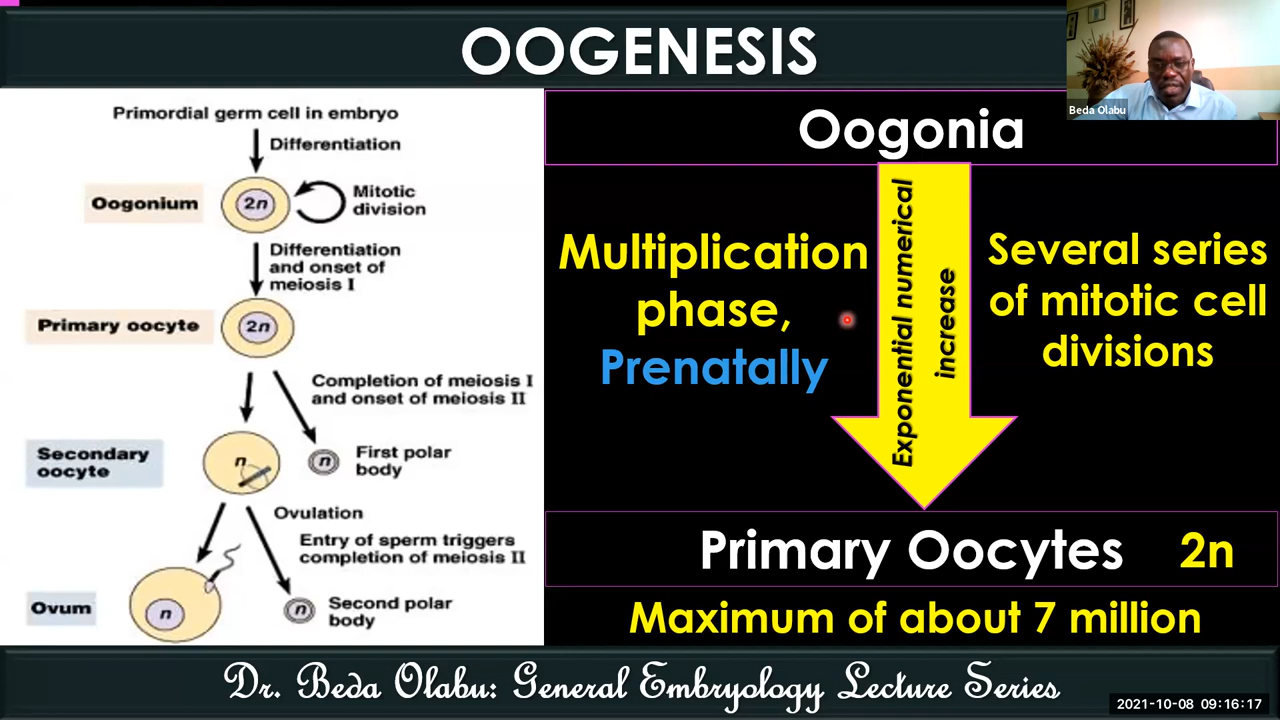 OOGENESIS
Beda Olabu
Primordial germ cell in embryo
Differentiation
Oogonium
2n
Mitotic
division
Differentiation
and onset of
meiosis I
Primary oocyte
2n
Completion of meiosis I
and onset of meiosis II
Secondary
oocyte
n
n
First polar
body
Ovulation
Entry of sperm triggers
completion of meiosis II
Ovum
n
n
Second polar
body
Oogonia
Multiplication
phase,
Prenatally
Exponential numerical
increase
Several series
of mitotic cell
divisions
Primary Oocytes 2n
Maximum of about 7 million
Dr. Beda Olabu: General Embryology Lecture Series
2021-10-08 09:16:17